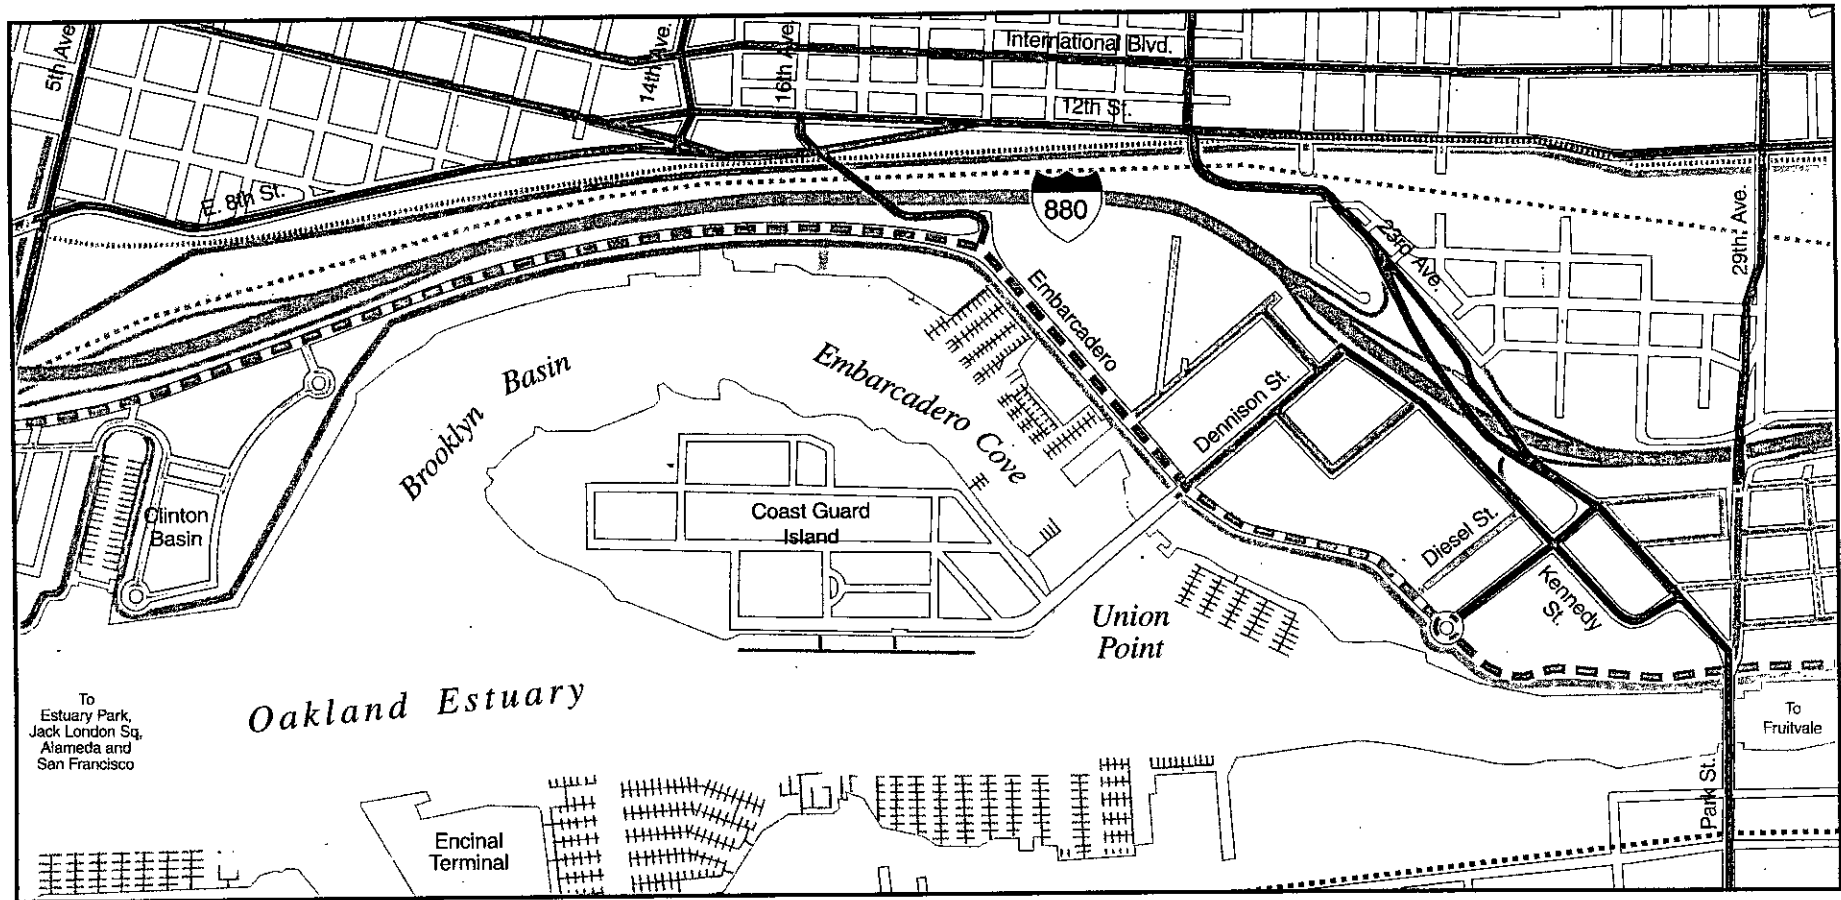 5th Ave.
14th Ave.
16th Ave.
International Blvd.
12th St.
E. 8th St.
880
23rd Ave.
29th Ave.
Embarcadero
Brooklyn Basin
Embarcadero Cove
Dennison St.
Clinton
Basin
Coast Guard
Island
Diesel St.
Kennedy
St.
Union
Point
Oakland Estuary
To
Estuary Park,
Jack London Sq,
Alameda and
San Francisco
To
Fruitvale
Park St.
Encinal
Terminal